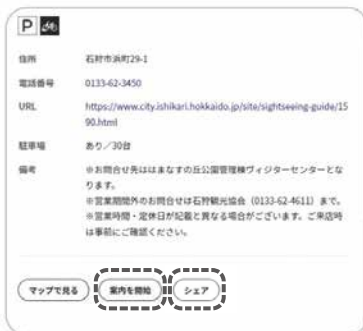 P
住所 石狩市浜町29-1
電話番号 0133-62-3450
URL https://www.city.ishikari.hokkaido.jp/site/sightseeing-guide/15
90.html
駐車場 あり／30台
備考 ※お問合せ先ははまなすの丘公園管理棟ヴィジターセンターとな
ります。
※営業期間外のお問合せは石狩観光協会（0133-62-4611）まで。
※営業時間・定休日が記載と異なる場合がございます。ご来店時
は事前にご確認ください。
マップで見る 案内を開始 シェア